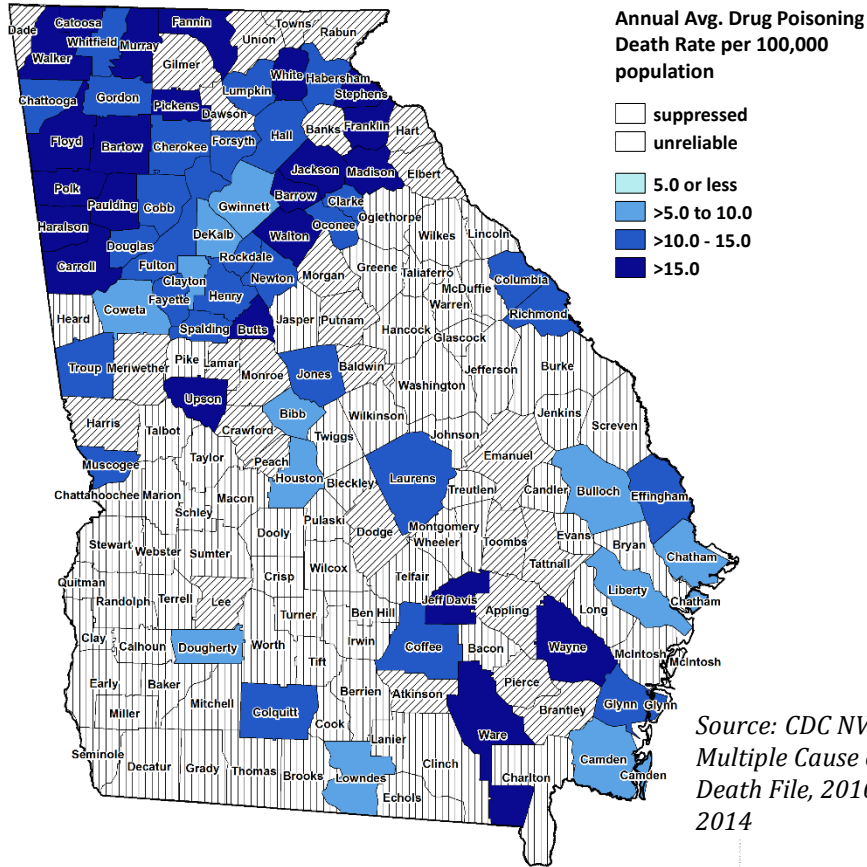 Annual Avg. Drug Poisoning
Death Rate per 100,000
population
suppressed
unreliable
5.0 or less
>5.0 to 10.0
>10.0 - 15.0
>15.0
Dade
Catoosa
Whitfield
Murray
Fannin
Union
Towns
Rabun
Walker
Gilmer
White
Habersham
Stephens
Lumpkin
Chattooga
Gordon
Pickens
Dawson
Banks
Franklin
Hart
Floyd
Bartow
Cherokee
Forsyth
Hall
Jackson
Madison
Elbert
Polk
Paulding
Cobb
Gwinnett
Barrow
Clarke
Oconee
Oglethorpe
Wilkes
Lincoln
Haralson
Douglas
DeKalb
Walton
Carroll
Fulton
Clayton
Rockdale
Newton
Morgan
Greene
Taliaferro
McDuffie
Columbia
Heard
Coweta
Fayette
Henry
Warren
Richmond
Spalding
Butts
Jasper
Putnam
Hancock
Glascock
Troup
Meriwether
Pike
Lamar
Monroe
Jones
Baldwin
Washington
Jefferson
Burke
Upson
Bibb
Wilkinson
Jenkins
Screven
Harris
Talbot
Crawford
Twiggs
Johnson
Emanuel
Muscogee
Taylor
Peach
Houston
Bleckley
Laurens
Treutlen
Candler
Bulloch
Effingham
Chattahoochee
Marion
Macon
Schley
Pulaski
Dodge
Montgomery
Wheeler
Toombs
Evans
Bryan
Chatham
Stewart
Webster
Sumter
Dooly
Wilcox
Telfair
Tattnall
Liberty
Chatham
Quitman
Randolph
Terrell
Lee
Crisp
Jeff Davis
Appling
Long
Turner
Ben Hill
Clay
Calhoun
Dougherty
Worth
Irwin
Coffee
Bacon
Wayne
McIntosh
McIntosh
Tift
Early
Baker
Mitchell
Berrien
Atkinson
Pierce
Brantley
Glynn
Glynn
Miller
Colquitt
Cook
Lanier
Ware
Seminole
Decatur
Grady
Thomas
Brooks
Lowndes
Echols
Clinch
Charlton
Camden
Camden
Source: CDC
Multiple Cause
Death File,
2014